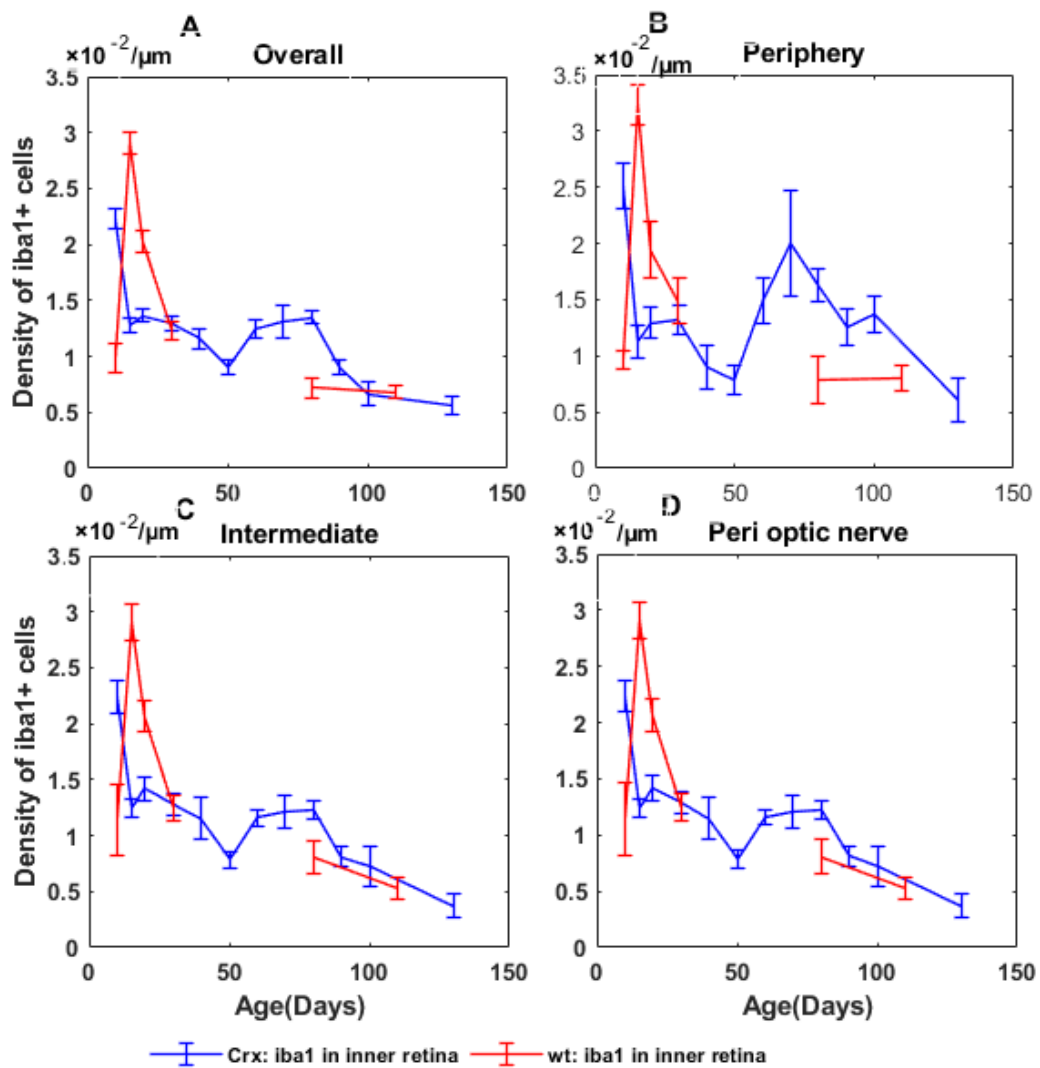 A
B
×10 -2/µm
Overall
×10 -2/µm
Periphery
Density of iba1+ cells
3.5
3
2.5
2
1.5
1
0.5
0
0
50
100
150
3.5
3
2.5
2
1.5
1
0.5
0
0
50
100
150
C
D
×10 -2/µm
Intermediate
×10 -2/µm
Peri optic nerve
Density of iba1+ cells
3.5
3
2.5
2
1.5
1
0.5
0
0
50
100
150
Age(Days)
3.5
3
2.5
2
1.5
1
0.5
0
0
50
100
150
Age(Days)
Crx: iba1 in inner retina
wt: iba1 in inner retina